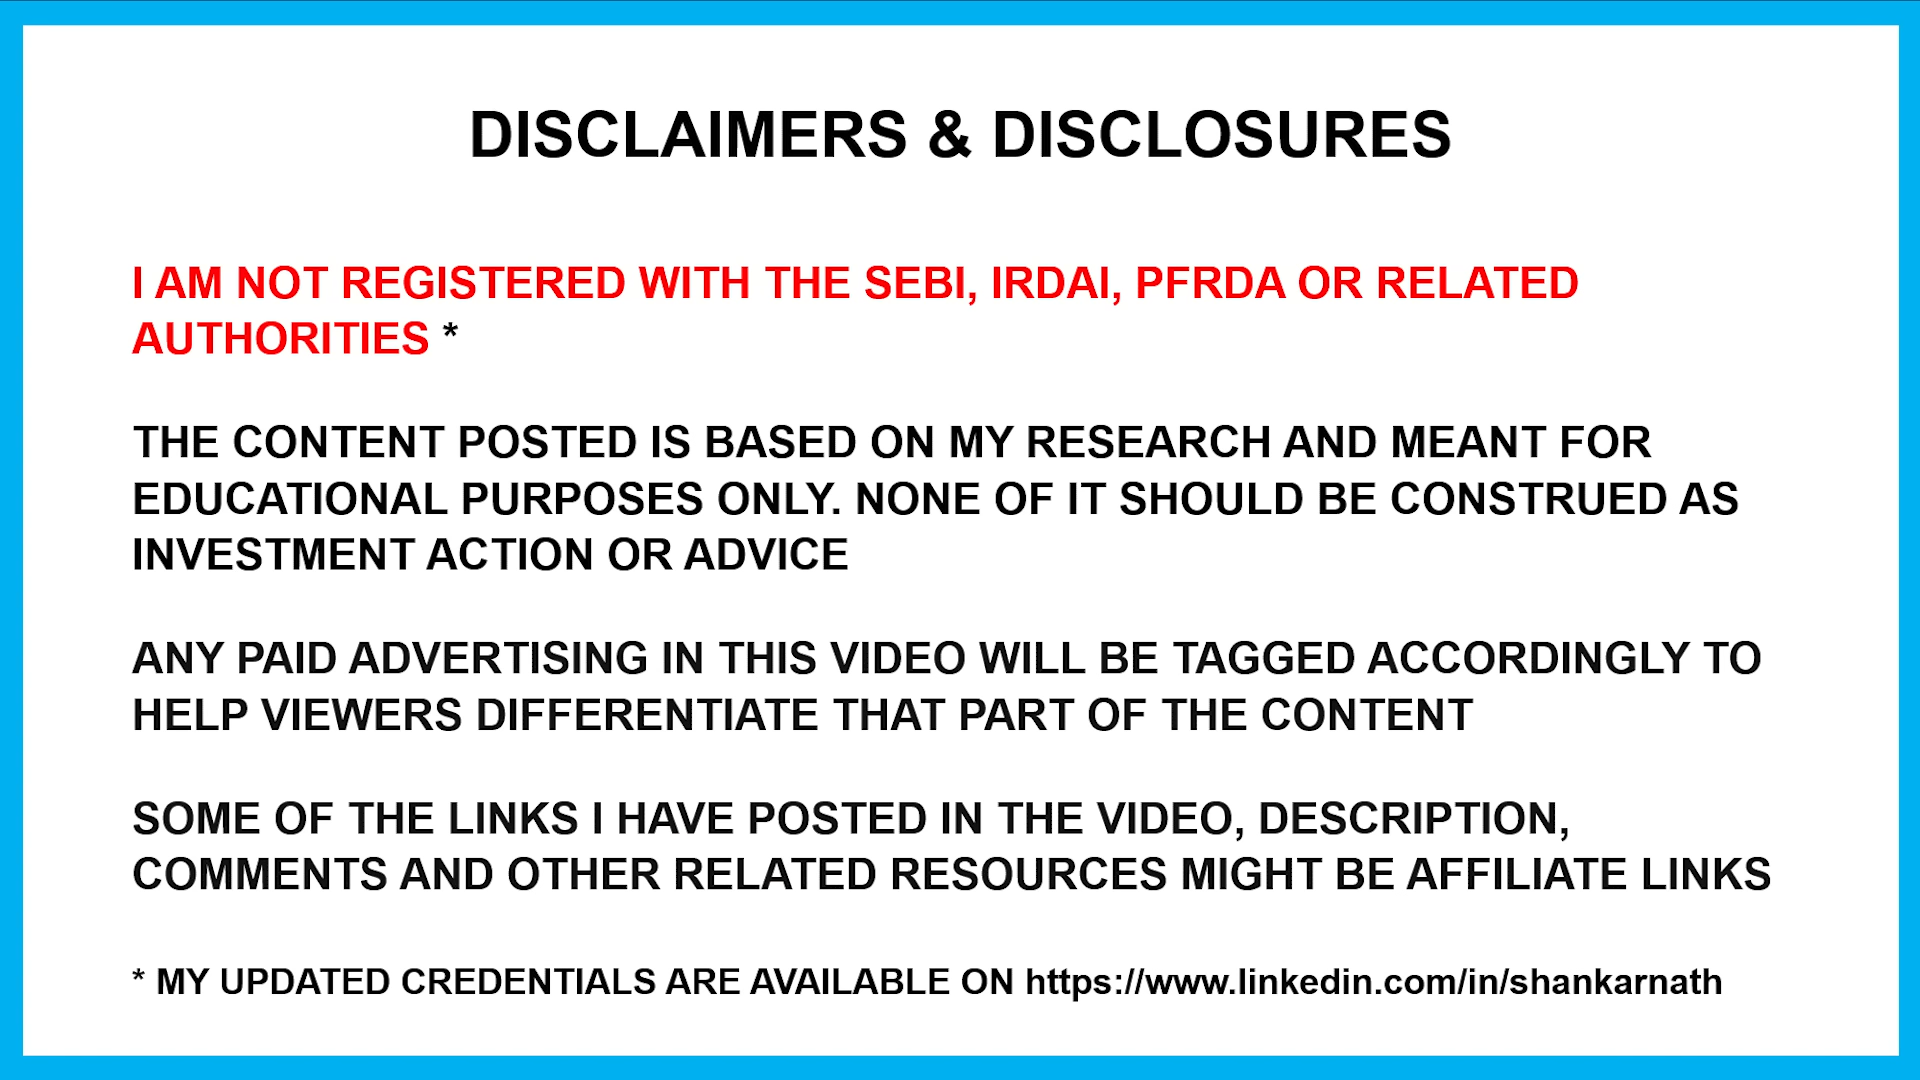 DISCLAIMERS & DISCLOSURES
I AM NOT REGISTERED WITH THE SEBI, IRDAI, PFRDA OR RELATED
AUTHORITIES *
THE CONTENT POSTED IS BASED ON MY RESEARCH AND MEANT FOR
EDUCATIONAL PURPOSES ONLY. NONE OF IT SHOULD BE CONSTRUED AS
INVESTMENT ACTION OR ADVICE
ANY PAID ADVERTISING IN THIS VIDEO WILL BE TAGGED ACCORDINGLY TO
HELP VIEWERS DIFFERENTIATE THAT PART OF THE CONTENT
SOME OF THE LINKS I HAVE POSTED IN THE VIDEO, DESCRIPTION,
COMMENTS AND OTHER RELATED RESOURCES MIGHT BE AFFILIATE LINKS
* MY UPDATED CREDENTIALS ARE AVAILABLE ON https://www.linkedin.com/in/shankarnath